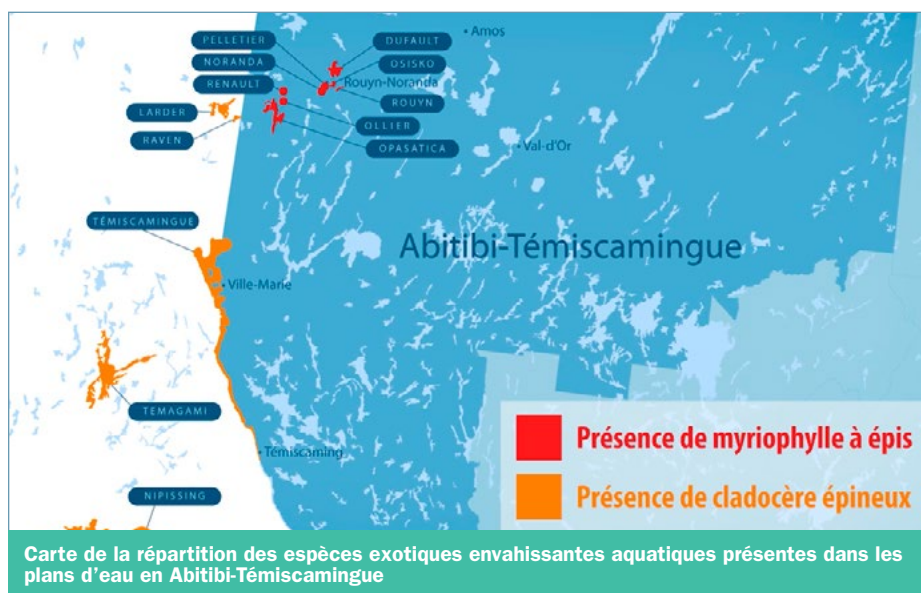 PELLETIER
DUFAULT
Amos
NORANDA
OSISKO
RENAULT
Rouyn-Noranda
LARDER
ROUYN
OLLIER
RAVEN
OPASATICA
Val-d'Or
TÉMISCAMINGUE
Abitibi-Témiscamingue
Ville-Marie
TEMAGAMI
Témiscaming
NIPISSING
Présence de myriophylle à épis
Présence de cladocère épineux
Carte de la répartition des espèces exotiques envahissantes aquatiques présentes dans les
plans d'eau en Abitibi-Témiscamingue